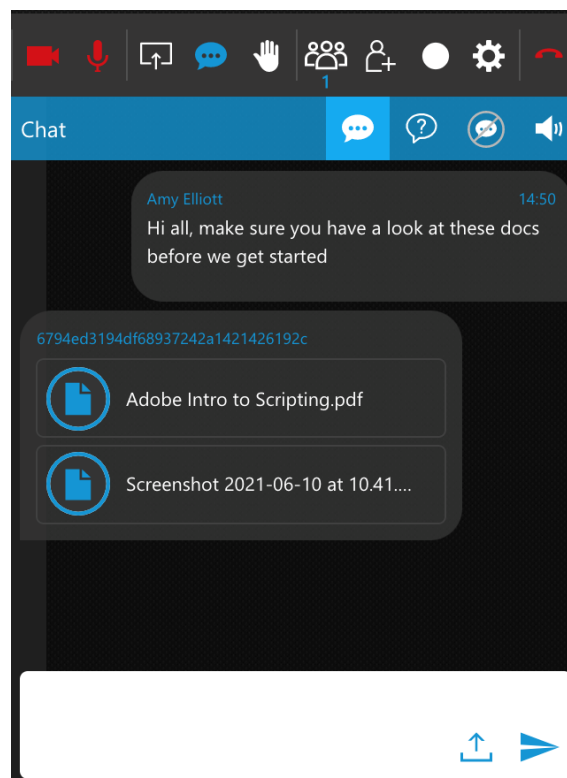 1
Chat
Amy Elliott
14:50
Hi all, make sure you have a look at these docs
before we get started
6794ed3194df68937242a1421426192c
Adobe Intro to Scripting.pdf
Screenshot 2021-06-10 at 10.41....